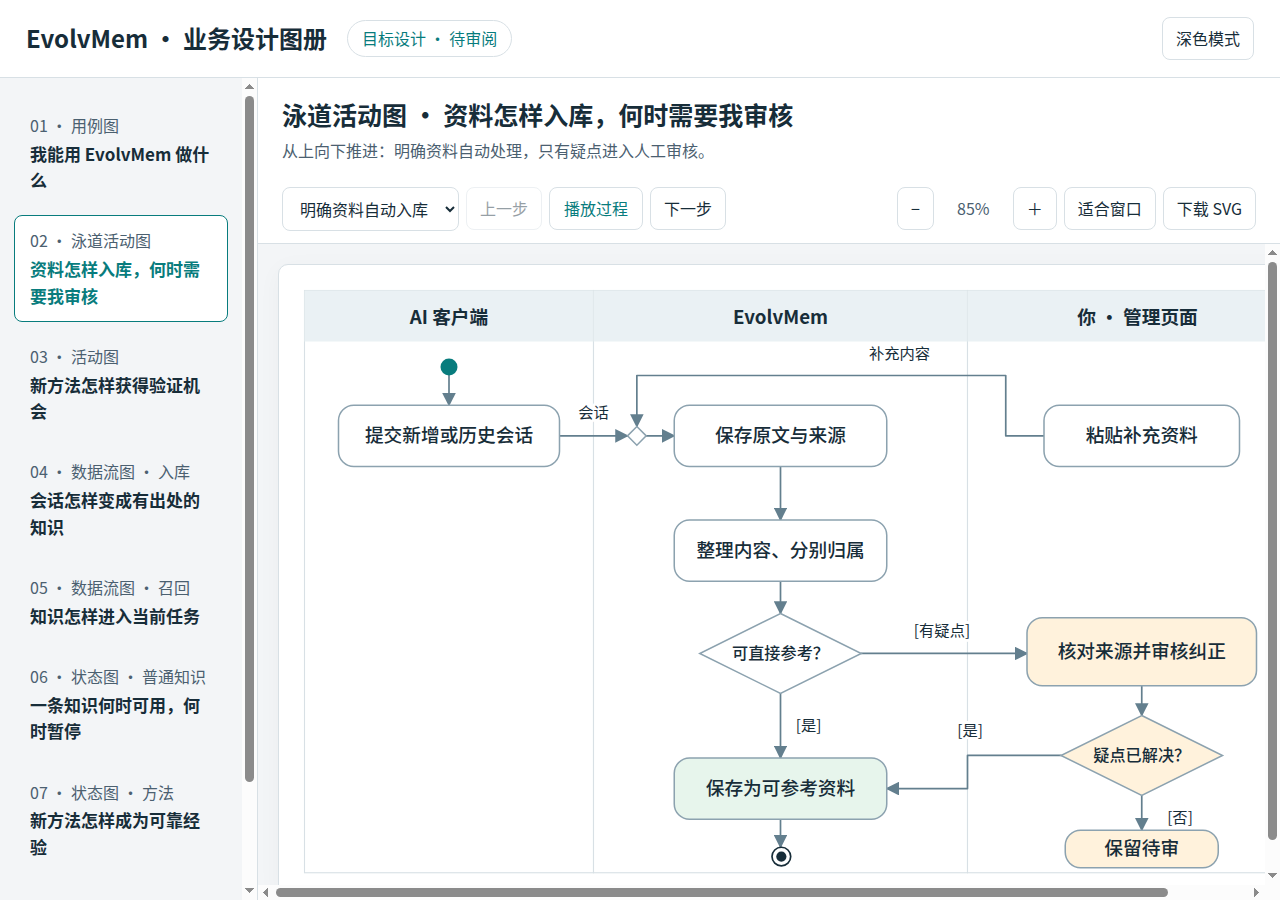 EvolvMem · 业务设计图册
目标设计 · 待审阅
深色模式
01 · 用例图
我能用 EvolvMem 做什
么
02 · 泳道活动图
资料怎样入库，何时需
要我审核
03 · 活动图
新方法怎样获得验证机
会
04 · 数据流图 · 入库
会话怎样变成有出处的
知识
05 · 数据流图 · 召回
知识怎样进入当前任务
06 · 状态图 · 普通知识
一条知识何时可用，何
时暂停
07 · 状态图 · 方法
新方法怎样成为可靠经
验
泳道活动图 · 资料怎样入库，何时需要我审核
从上向下推进：明确资料自动处理，只有疑点进入人工审核。
明确资料自动入库
上一步
播放过程
下一步
−
85%
＋
适合窗口
下载 SVG
AI 客户端
EvolvMem
你 · 管理页面
补充内容
会话
提交新增或历史会话
保存原文与来源
粘贴补充资料
整理内容、分别归属
可直接参考？
[有疑点]
核对来源并审核纠正
[是]
[是]
疑点已解决？
保存为可参考资料
[否]
保留待审